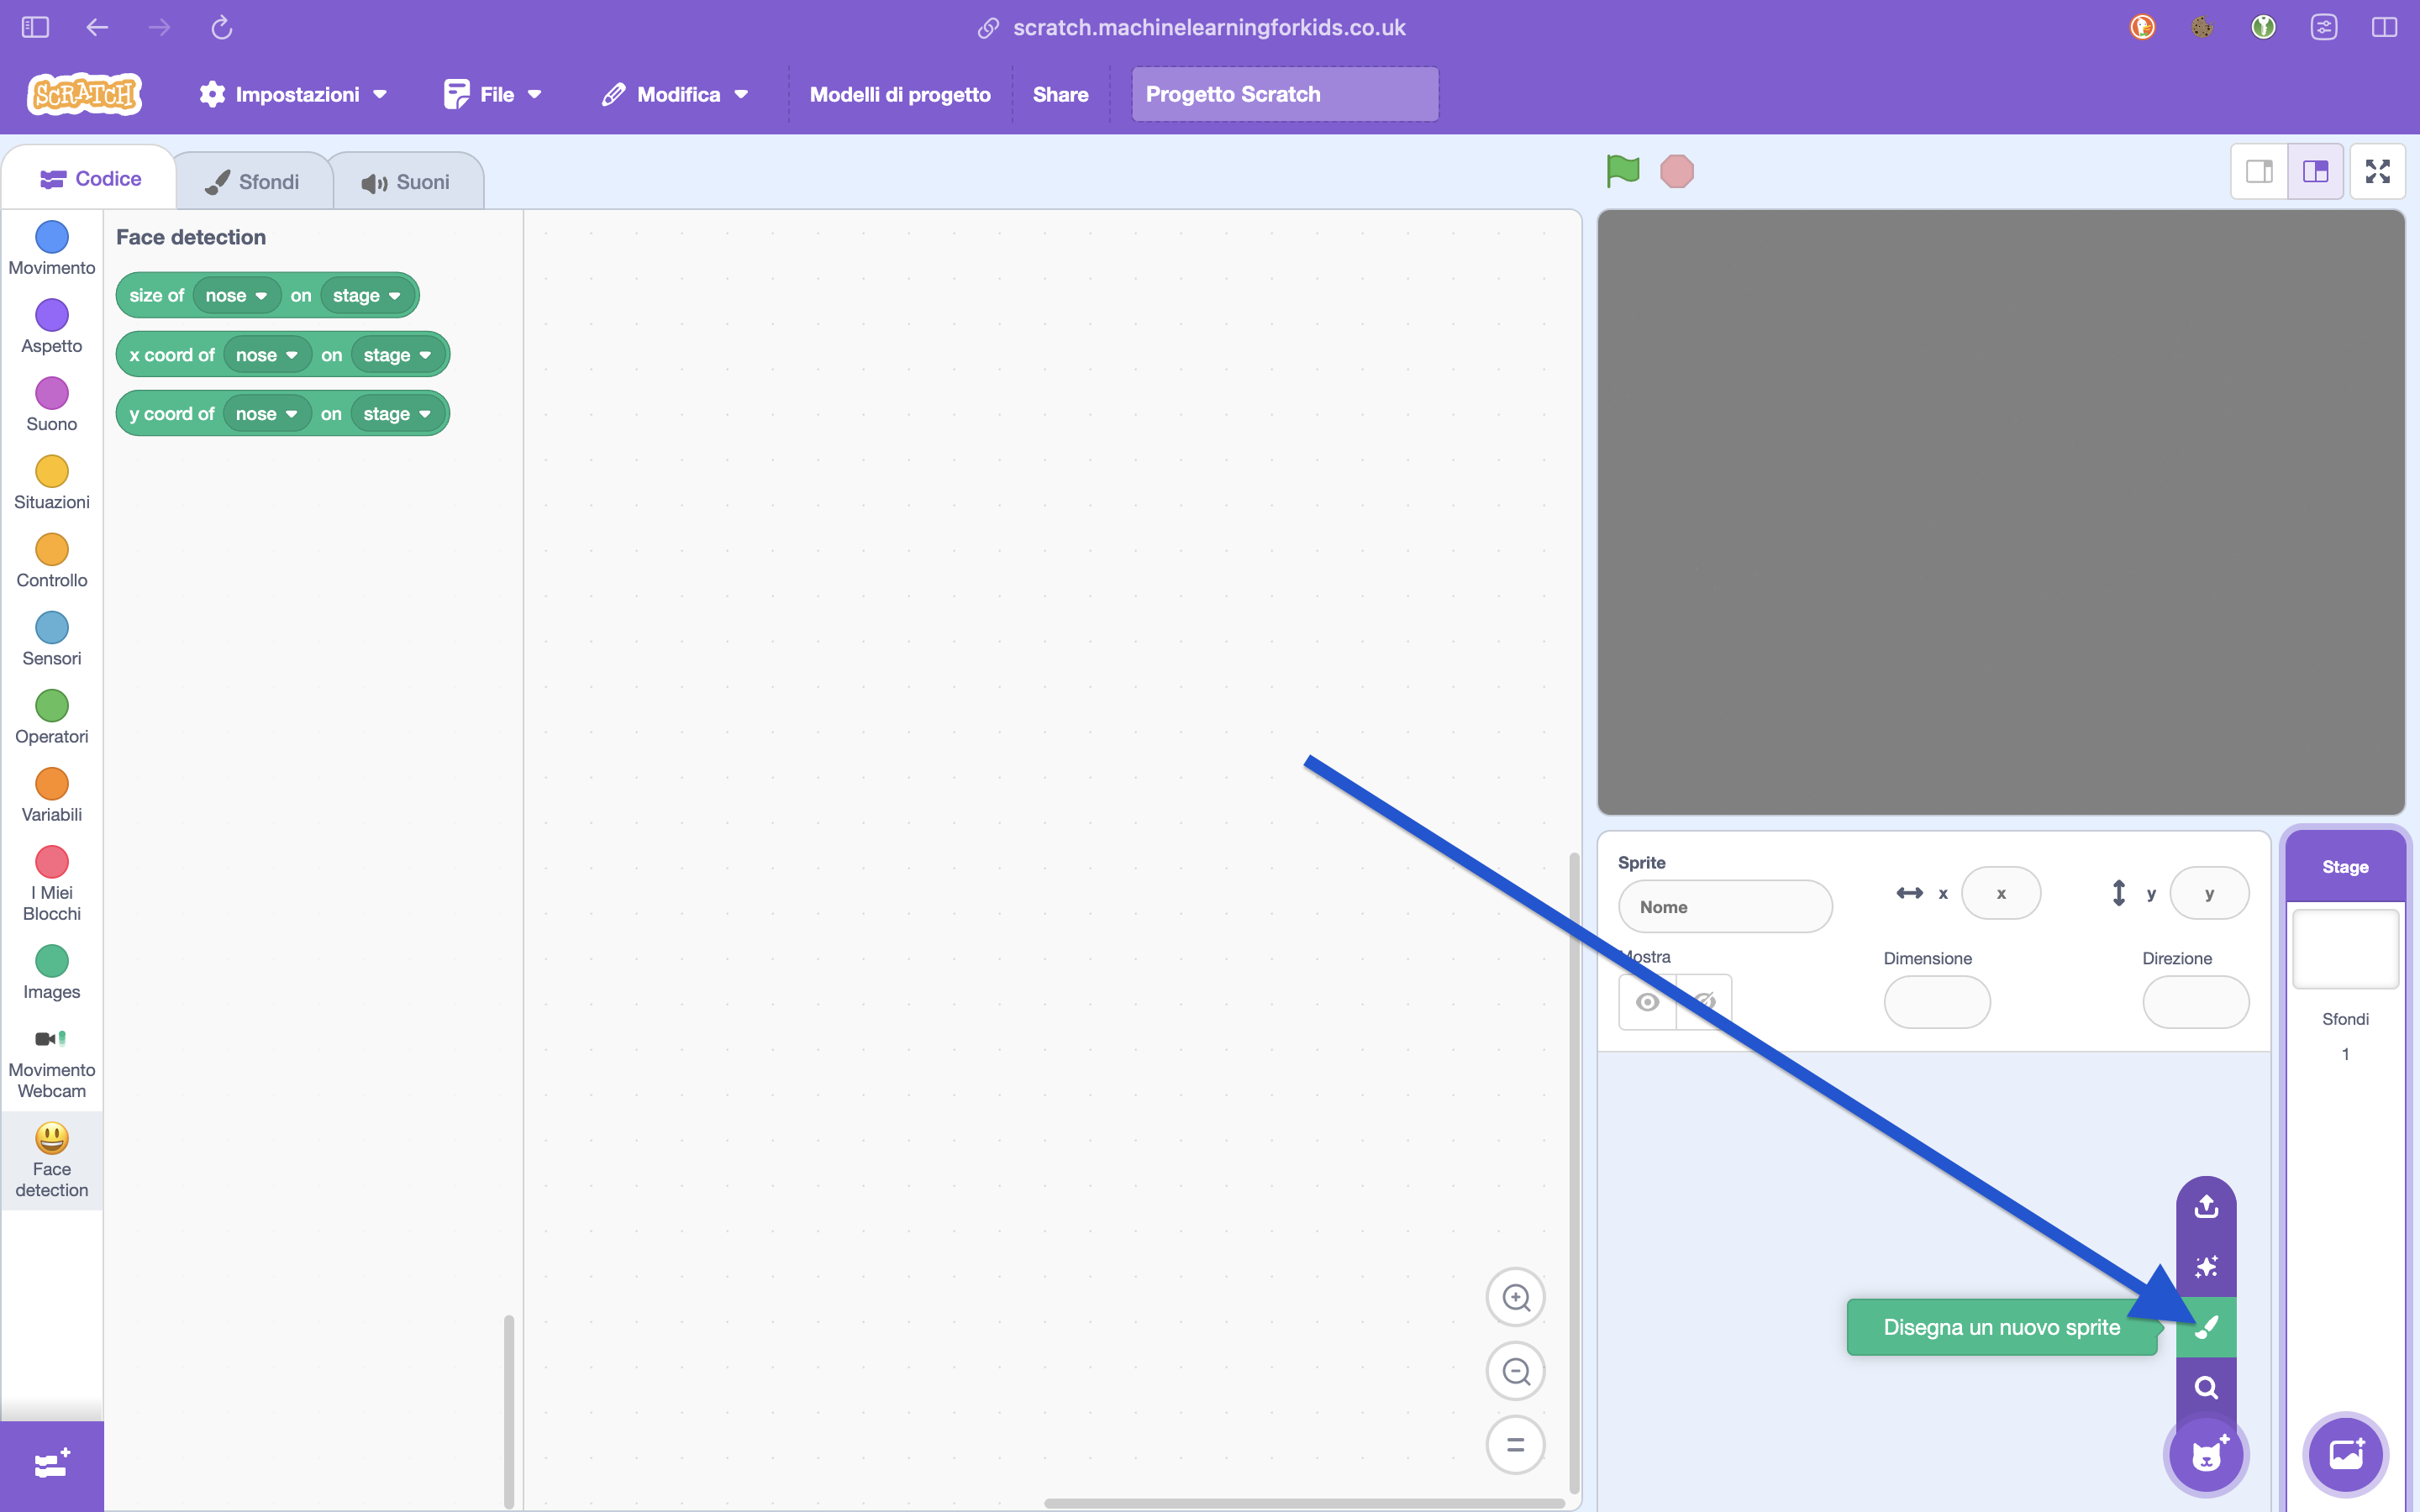 scratch.machinelearningforkids.co.uk
SCRATCH
Impostazioni
File
Modifica
Modelli di progetto
Share
Progetto Scratch
Codice
Sfondi
Suoni
Movimento
Aspetto
Suono
Situazioni
Controllo
Sensori
Operatori
Variabili
I Miei
Blocchi
Images
Movimento
Webcam
Face
detection
Face detection
size of nose on stage
x coord of nose on stage
y coord of nose on stage
Sprite
Nome
x x
y y
Mostra
Dimensione
Direzione
Disegna un nuovo sprite
Stage
Sfondi
1